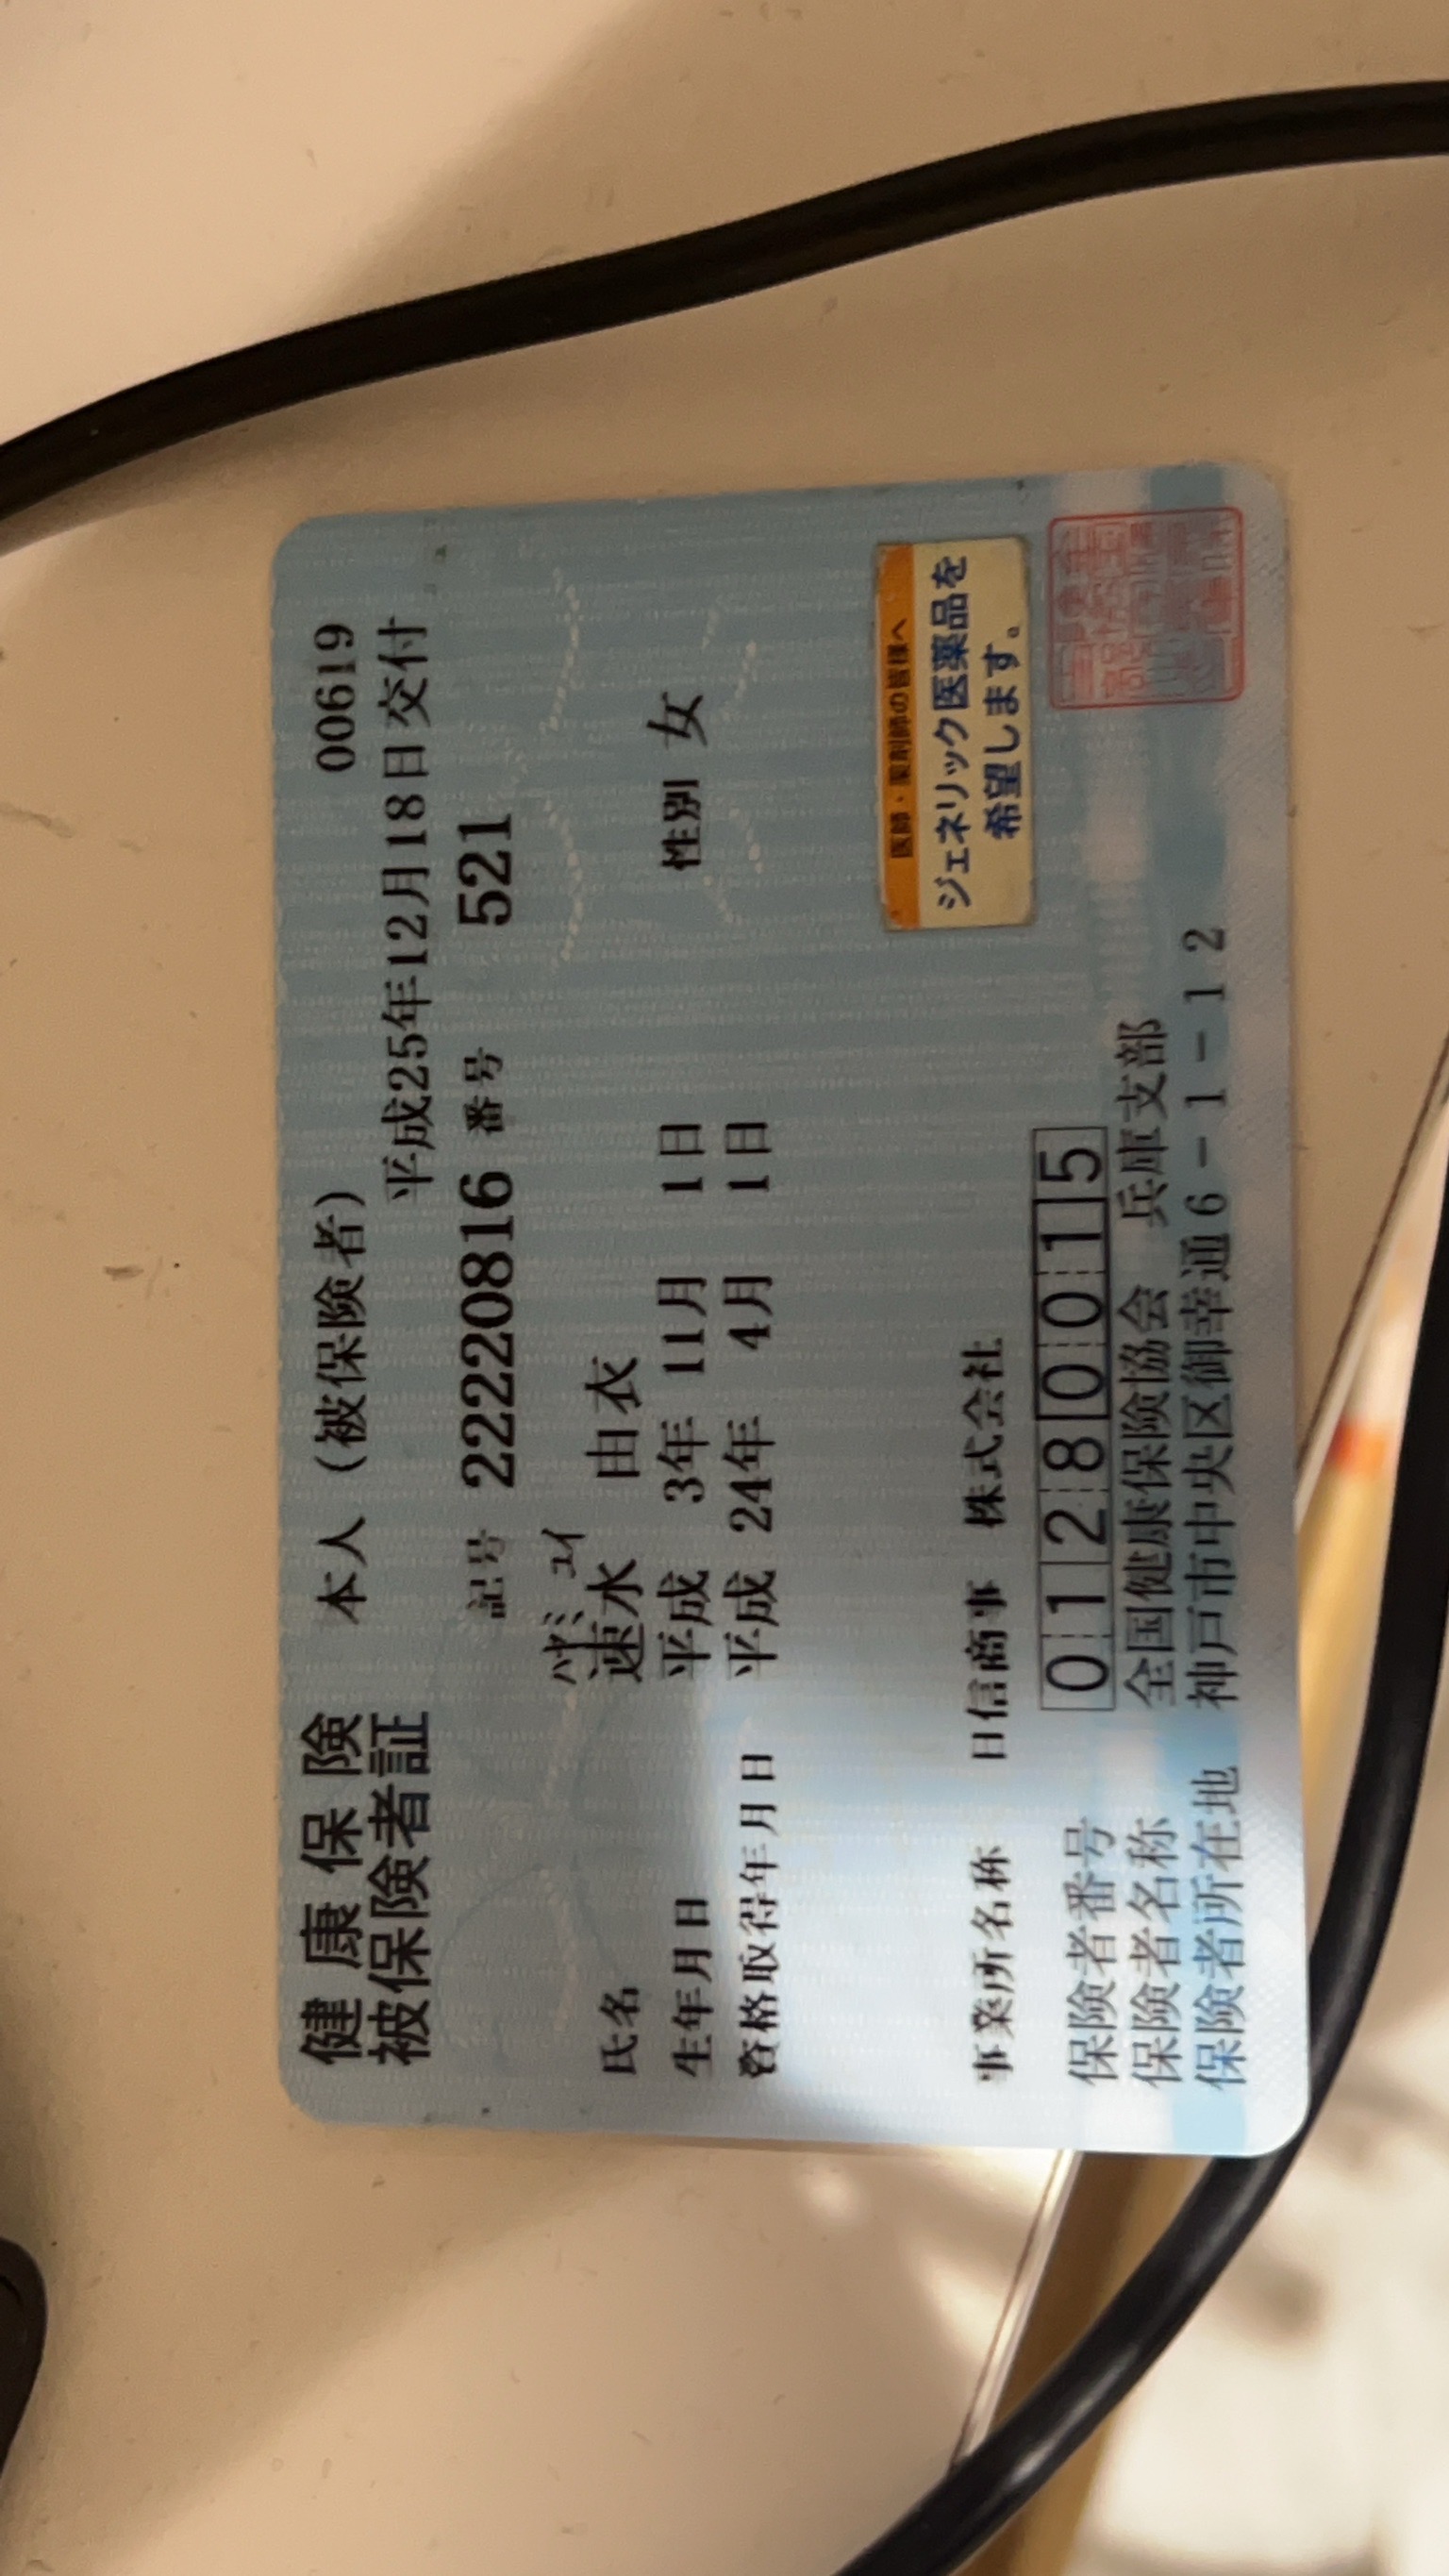 健康保険 本人（被保険者） 00619
被保険者証 平成25年12月18日交付
記号 22220816 番号 521
ハヤミ ユイ
氏名 速水 由衣
生年月日 平成 3年 11月 1日 性別 女
資格取得年月日 平成 24年 4月 1日
医師・薬剤師の皆様へ
ジェネリック医薬品を
希望します。
事業所名称 日信商事 株式会社
保険者番号 01280015
保険者名称 全国健康保険協会 兵庫支部
保険者所在地 神戸市中央区御幸通6-1-12